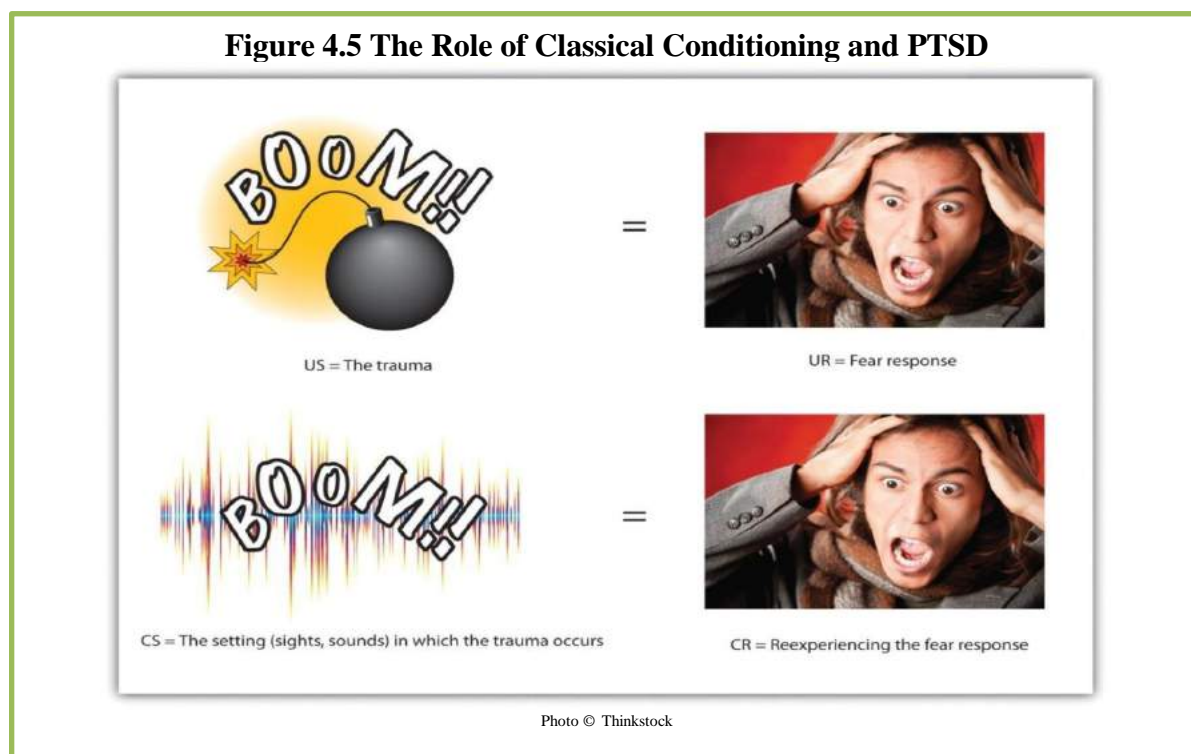 Figure 4.5 The Role of Classical Conditioning and PTSD
BOOM!!
=
US = The trauma
UR = Fear response
BOOM!!
=
CS = The setting (sights, sounds) in which the trauma occurs
CR = Reexperiencing the fear response
Photo © Thinkstock